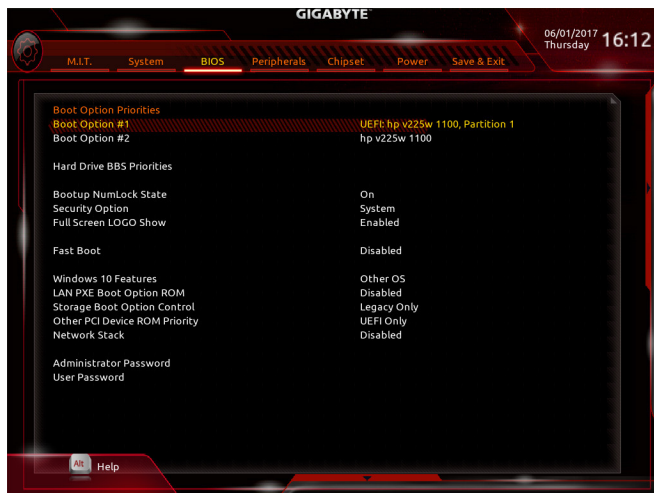 GIGABYTE
06/01/2017 Thursday 16:12
M.I.T. System BIOS Peripherals Chipset Power Save & Exit
Boot Option Priorities
Boot Option #1 UEFI: hp v225w 1100, Partition 1
Boot Option #2 hp v225w 1100
Hard Drive BBS Priorities
Bootup NumLock State On
Security Option System
Full Screen LOGO Show Enabled
Fast Boot Disabled
Windows 10 Features Other OS
LAN PXE Boot Option ROM Disabled
Storage Boot Option Control Legacy Only
Other PCI Device ROM Priority UEFI Only
Network Stack Disabled
Administrator Password
User Password
Alt Help